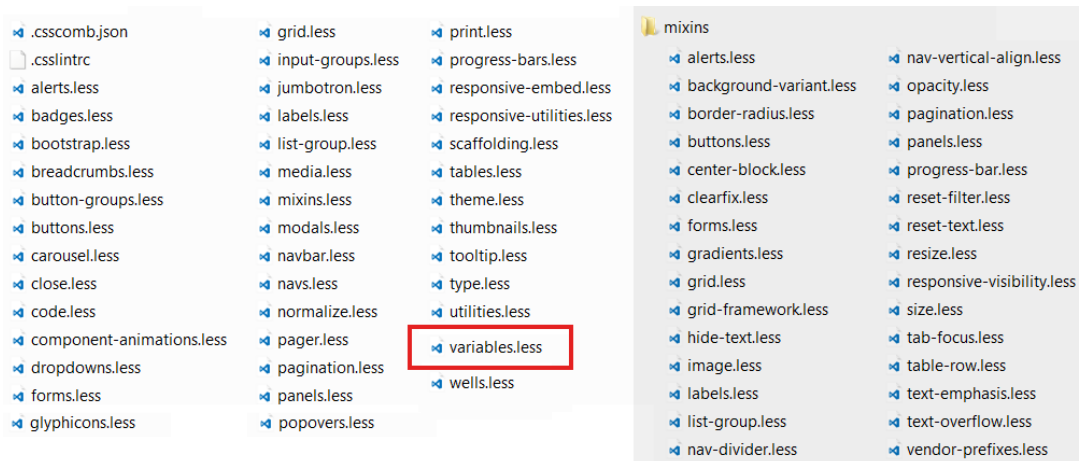 .csscomb.json
.csslintrc
alerts.less
badges.less
bootstrap.less
breadcrumbs.less
button-groups.less
buttons.less
carousel.less
close.less
code.less
component-animations.less
dropdowns.less
forms.less
glyphicons.less
grid.less
input-groups.less
jumbotron.less
labels.less
list-group.less
media.less
mixins.less
modals.less
navbar.less
navs.less
normalize.less
pager.less
pagination.less
panels.less
popovers.less
print.less
progress-bars.less
responsive-embed.less
responsive-utilities.less
scaffolding.less
tables.less
theme.less
thumbnails.less
tooltip.less
type.less
utilities.less
variables.less
wells.less
mixins
alerts.less
background-variant.less
border-radius.less
buttons.less
center-block.less
clearfix.less
forms.less
gradients.less
grid.less
grid-framework.less
hide-text.less
image.less
labels.less
list-group.less
nav-divider.less
nav-vertical-align.less
opacity.less
pagination.less
panels.less
progress-bar.less
reset-filter.less
reset-text.less
resize.less
responsive-visibility.less
size.less
tab-focus.less
table-row.less
text-emphasis.less
text-overflow.less
vendor-prefixes.less